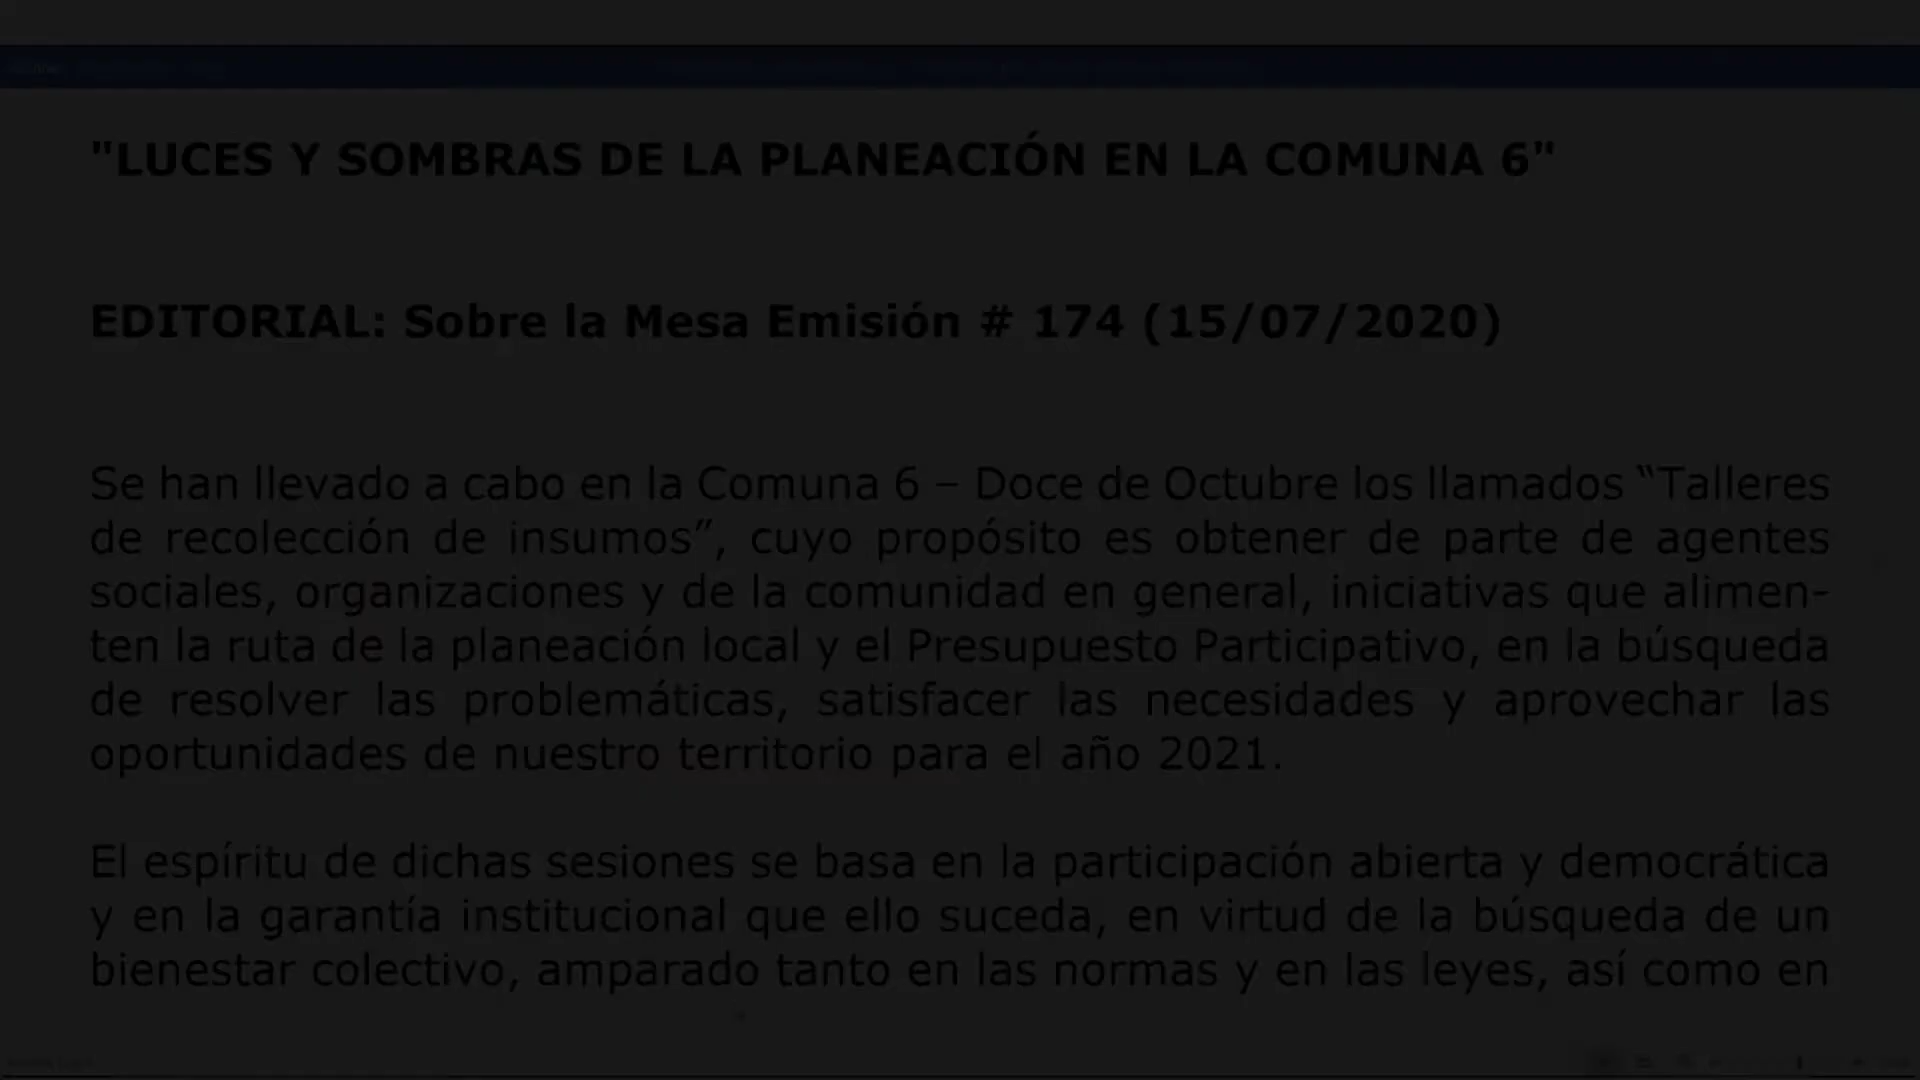 "LUCES Y SOMBRAS DE LA PLANEACIÓN EN LA COMUNA 6"
EDITORIAL: Sobre la Mesa Emisión # 174 (15/07/2020)
Se han llevado a cabo en la Comuna 6 – Doce de Octubre los llamados “Talleres
de recolección de insumos”, cuyo propósito es obtener de parte de agentes
sociales, organizaciones y de la comunidad en general, iniciativas que alimen-
ten la ruta de la planeación local y el Presupuesto Participativo, en la búsqueda
de resolver las problemáticas, satisfacer las necesidades y aprovechar las
oportunidades de nuestro territorio para el año 2021.
El espíritu de dichas sesiones se basa en la participación abierta y democrática
y en la garantía institucional que ello suceda, en virtud de la búsqueda de un
bienestar colectivo, amparado tanto en las normas y en las leyes, así como en